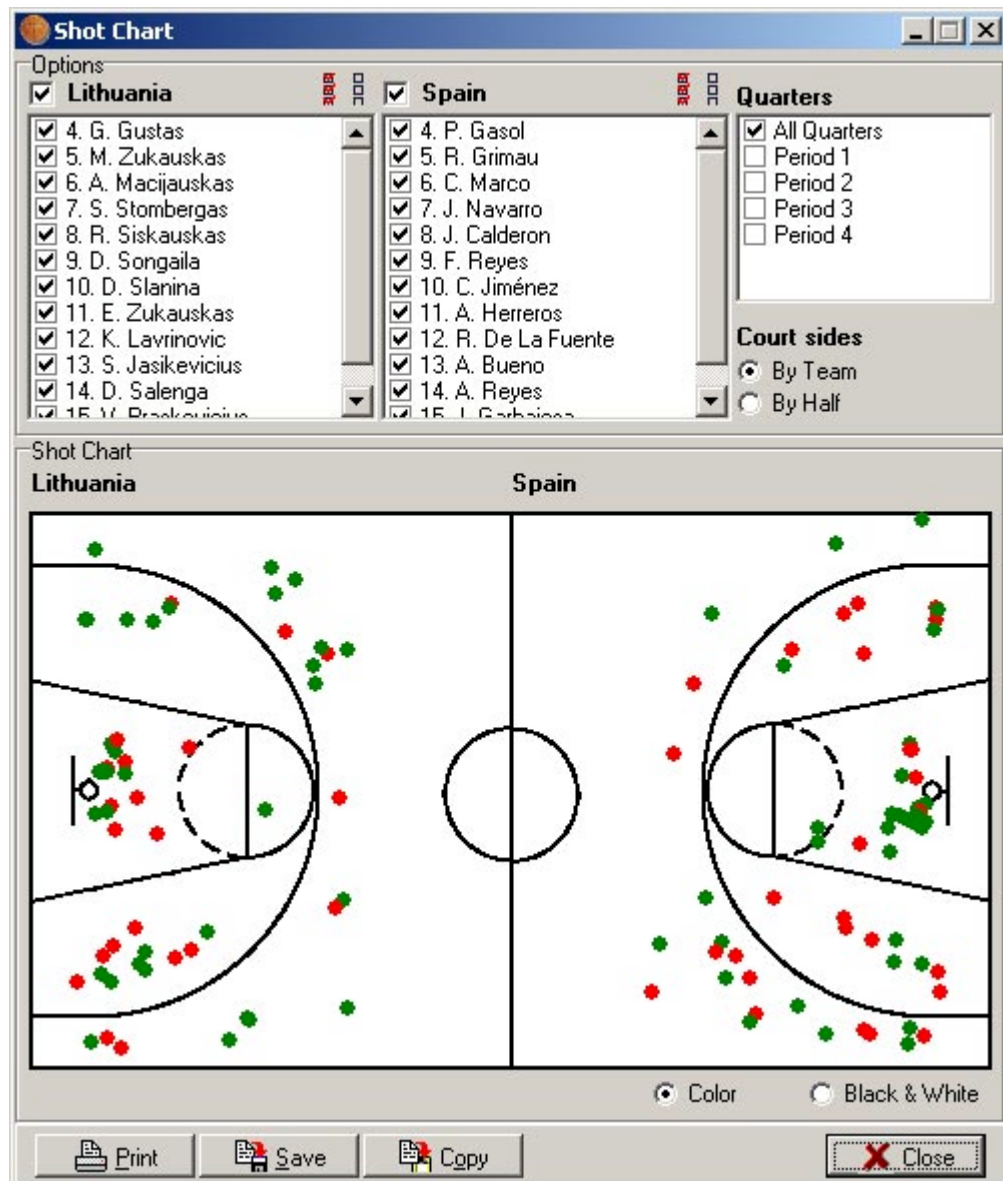 Shot Chart
Options
Lithuania
4. G. Gustas
5. M. Zukauskas
6. A. Macijauskas
7. S. Stombergas
8. R. Siskauskas
9. D. Songaila
10. D. Slanina
11. E. Zukauskas
12. K. Lavrinovic
13. S. Jasikevicius
14. D. Salenga
Spain
4. P. Gasol
5. R. Grimau
6. C. Marco
7. J. Navarro
8. J. Calderon
9. F. Reyes
10. C. Jiménez
11. A. Herreros
12. R. De La Fuente
13. A. Bueno
14. A. Reyes
Quarters
All Quarters
Period 1
Period 2
Period 3
Period 4
Court sides
By Team
By Half
Shot Chart
Lithuania Spain
Color Black & White
Print Save Copy Close